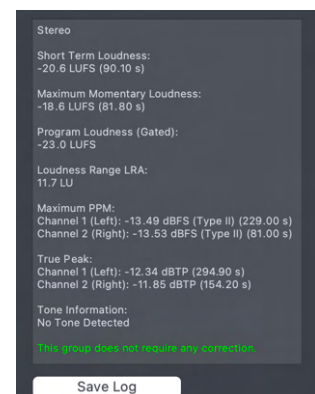 Stereo
Short Term Loudness:
-20.6 LUFS (90.10 s)
Maximum Momentary Loudness:
-18.6 LUFS (81.80 s)
Program Loudness (Gated):
-23.0 LUFS
Loudness Range LRA:
11.7 LU
Maximum PPM:
Channel 1 (Left): -13.49 dBFS (Type II) (229.00 s)
Channel 2 (Right): -13.53 dBFS (Type II) (81.00 s)
True Peak:
Channel 1 (Left): -12.34 dBTP (294.90 s)
Channel 2 (Right): -11.85 dBTP (154.20 s)
Tone Information:
No Tone Detected
This group does not require any correction.
Save Log